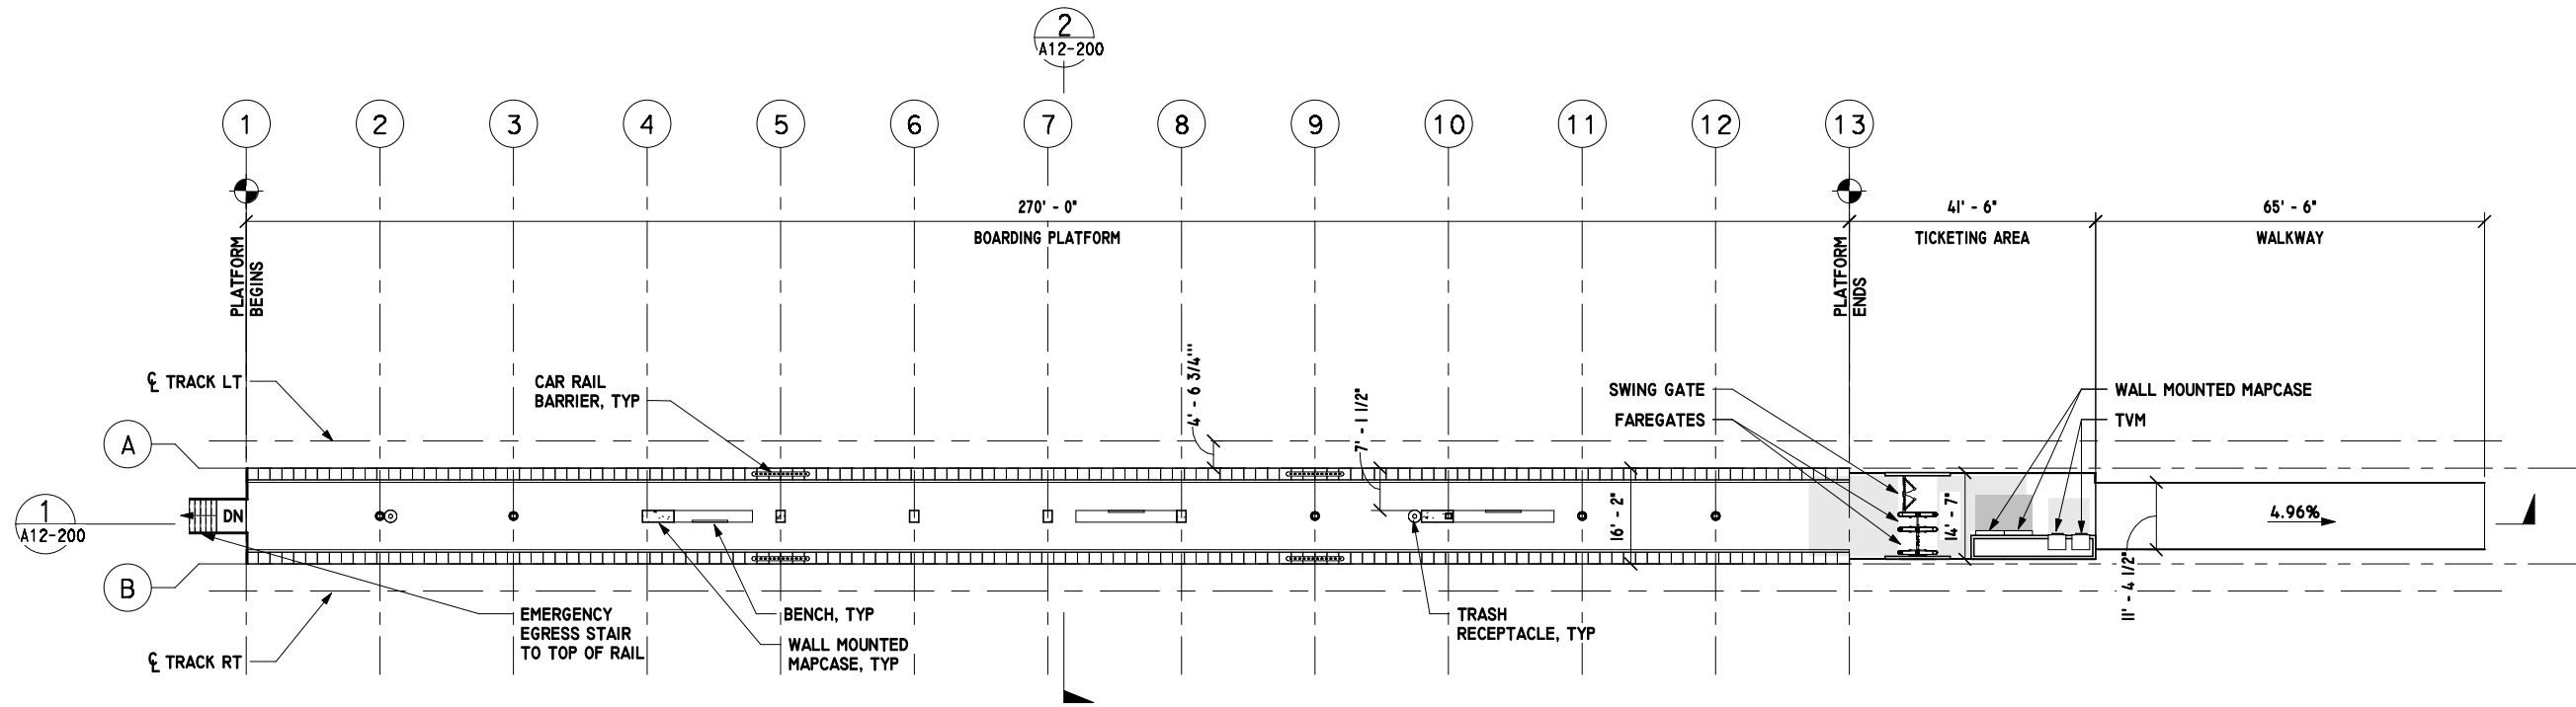 2
A12-200
1 2 3 4 5 6 7 8 9 10 11 12 13
270' - 0" 41' - 6" 65' - 6"
BOARDING PLATFORM TICKETING AREA WALKWAY
PLATFORM
BEGINS
PLATFORM
ENDS
℄ TRACK LT
CAR RAIL
BARRIER, TYP
4' - 6 3/4"'
7' - 1 1/2"
SWING GATE
FAREGATES
WALL MOUNTED MAPCASE
TVM
A
1
A12-200
DN
16' - 2"
14' - 7"
4.96%
B
11' - 4 1/2"
EMERGENCY
EGRESS STAIR
TO TOP OF RAIL
BENCH, TYP
WALL MOUNTED
MAPCASE, TYP
TRASH
RECEPTACLE, TYP
℄ TRACK RT